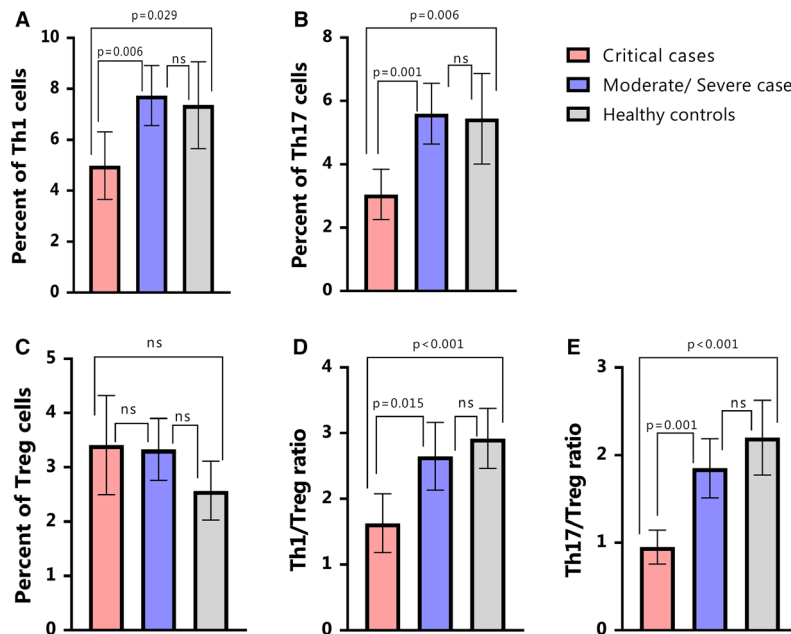 A
p=0.029
p=0.006
ns
Percent of Th1 cells
10
8
6
4
2
0
B
p=0.006
p=0.001
ns
Percent of Th17 cells
8
6
4
2
0
Critical cases
Moderate/ Severe case
Healthy controls
C
ns
ns
ns
Percent of Treg cells
5
4
3
2
1
0
D
p<0.001
p=0.015
ns
Th1/Treg ratio
4
3
2
1
0
E
p<0.001
p=0.001
ns
Th17/Treg ratio
3
2
1
0